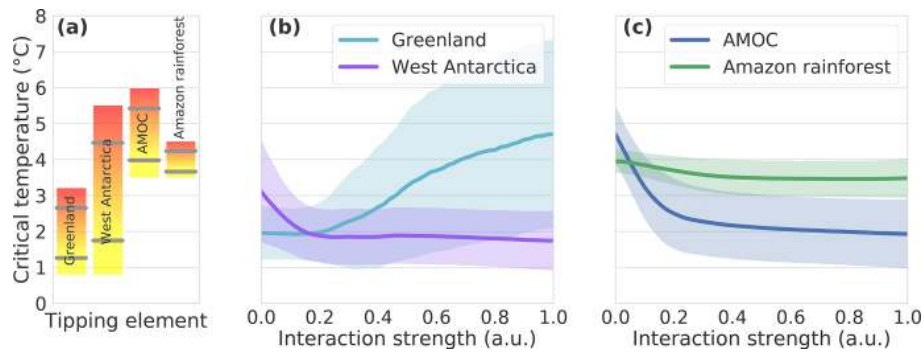 Critical temperature (°C)
8
7
6
5
4
3
2
1
0
(a)
Greenland
West Antarctica
AMOC
Amazon rainforest
Tipping element
(b)
Greenland
West Antarctica
0.0 0.2 0.4 0.6 0.8 1.0
Interaction strength (a.u.)
(c)
AMOC
Amazon rainforest
0.0 0.2 0.4 0.6 0.8 1.0
Interaction strength (a.u.)